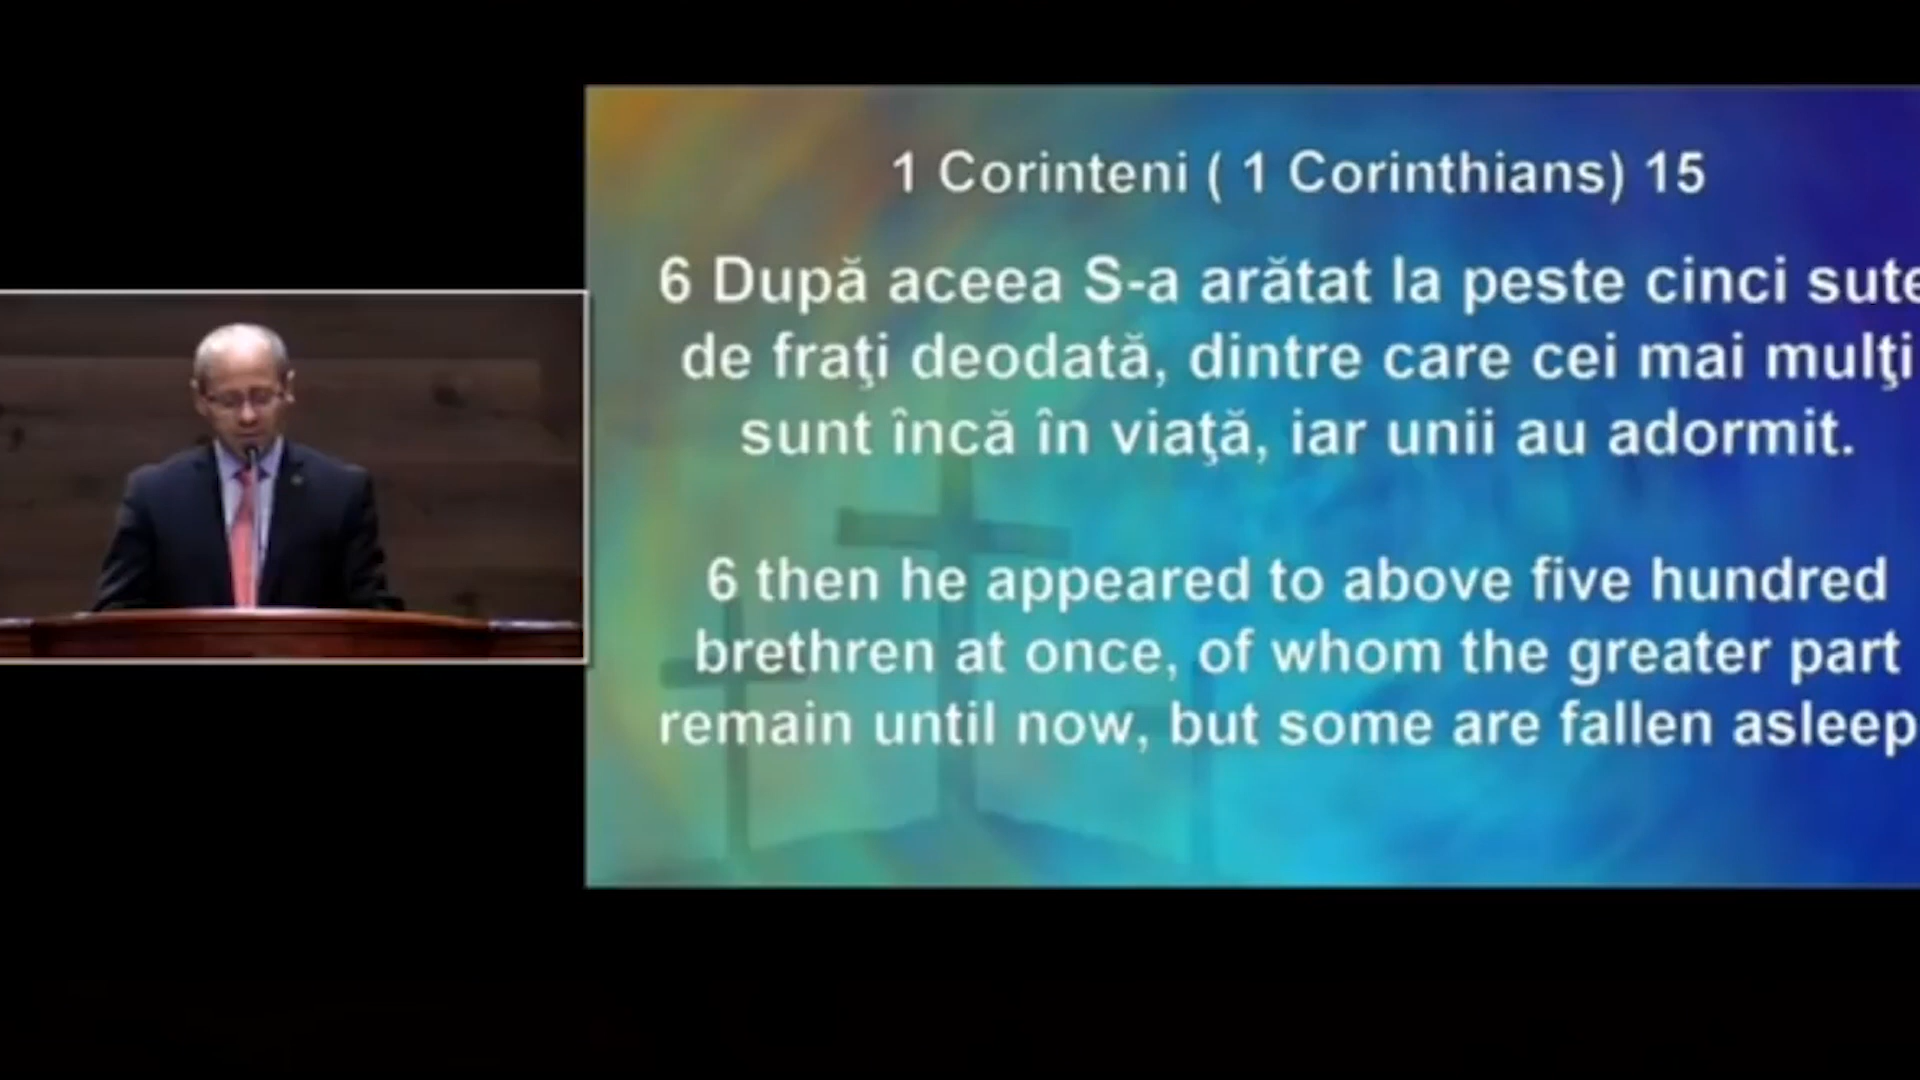 1 Corinteni ( 1 Corinthians) 15
6 După aceea S-a arătat la peste cinci sute
de fraţi deodată, dintre care cei mai mulţi
sunt încă în viaţă, iar unii au adormit.
6 then he appeared to above five hundred
brethren at once, of whom the greater part
remain until now, but some are fallen asleep